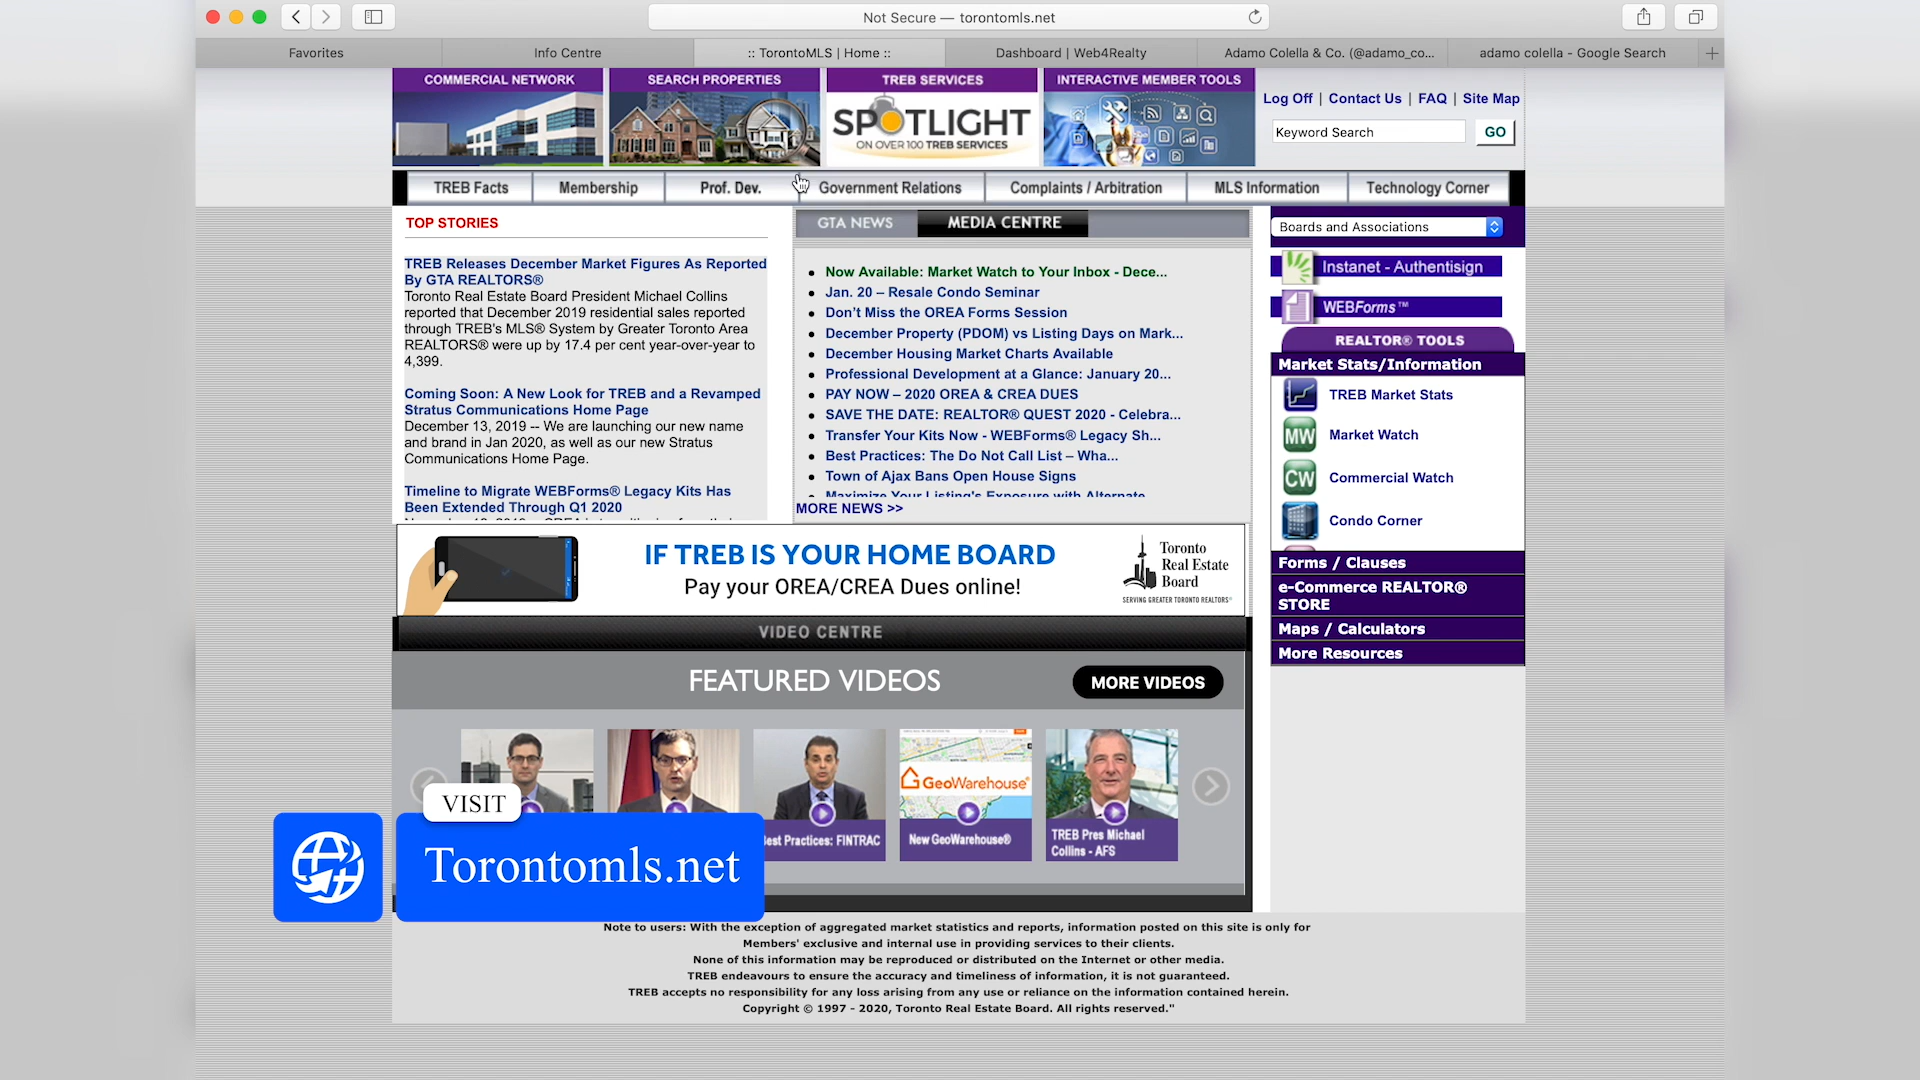 Not Secure — torontomls.net
Favorites
Info Centre
:: TorontoMLS | Home ::
Dashboard | Web4Realty
Adamo Colella & Co. (@adamo_co...
adamo colella - Google Search
COMMERCIAL NETWORK
SEARCH PROPERTIES
TREB SERVICES
INTERACTIVE MEMBER TOOLS
SPOTLIGHT
ON OVER 100 TREB SERVICES
Log Off | Contact Us | FAQ | Site Map
Keyword Search
GO
TREB Facts
Membership
Prof. Dev.
Government Relations
Complaints / Arbitration
MLS Information
Technology Corner
TOP STORIES
TREB Releases December Market Figures As Reported
By GTA REALTORS®
Toronto Real Estate Board President Michael Collins
reported that December 2019 residential sales reported
through TREB's MLS® System by Greater Toronto Area
REALTORS® were up by 17.4 per cent year-over-year to
4,399.
Coming Soon: A New Look for TREB and a Revamped
Stratus Communications Home Page
December 13, 2019 -- We are launching our new name
and brand in Jan 2020, as well as our new Stratus
Communications Home Page.
Timeline to Migrate WEBForms® Legacy Kits Has
Been Extended Through Q1 2020
GTA NEWS
MEDIA CENTRE
Now Available: Market Watch to Your Inbox - Dece...
Jan. 20 – Resale Condo Seminar
Don't Miss the OREA Forms Session
December Property (PDOM) vs Listing Days on Mark...
December Housing Market Charts Available
Professional Development at a Glance: January 20...
PAY NOW – 2020 OREA & CREA DUES
SAVE THE DATE: REALTOR® QUEST 2020 - Celebra...
Transfer Your Kits Now - WEBForms® Legacy Sh...
Best Practices: The Do Not Call List – Wha...
Town of Ajax Bans Open House Signs
Maximize Your Listing's Exposure with Alternate
MORE NEWS >>
Boards and Associations
Instanet - Authentisign
WEBForms™
REALTOR® TOOLS
Market Stats/Information
TREB Market Stats
MW Market Watch
CW Commercial Watch
Condo Corner
Forms / Clauses
e-Commerce REALTOR®
STORE
Maps / Calculators
More Resources
IF TREB IS YOUR HOME BOARD
Pay your OREA/CREA Dues online!
Toronto
Real Estate
Board
SERVING GREATER TORONTO REALTORS®
VIDEO CENTRE
FEATURED VIDEOS
MORE VIDEOS
GeoWarehouse®
Best Practices: FINTRAC
New GeoWarehouse®
TREB Pres Michael
Collins - AFS
VISIT
Torontomls.net
Note to users: With the exception of aggregated market statistics and reports, information posted on this site is only for
Members' exclusive and internal use in providing services to their clients.
None of this information may be reproduced or distributed on the Internet or other media.
TREB endeavours to ensure the accuracy and timeliness of information, it is not guaranteed.
TREB accepts no responsibility for any loss arising from any use or reliance on the information contained herein.
Copyright © 1997 - 2020, Toronto Real Estate Board. All rights reserved."